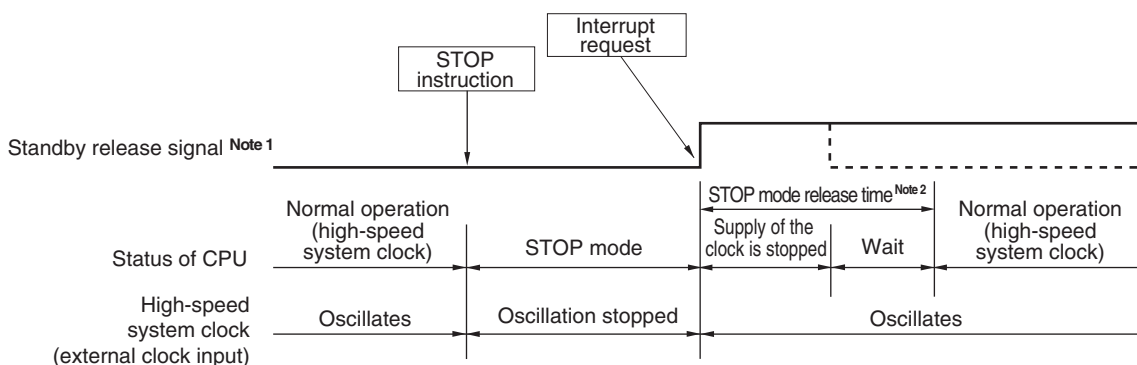 Interrupt
request
STOP
instruction
Standby release signal Note 1
STOP mode release time Note 2
Normal operation
(high-speed
system clock)
Supply of the
clock is stopped
Normal operation
(high-speed
system clock)
Status of CPU
STOP mode
Wait
High-speed
system clock
(external clock input)
Oscillates
Oscillation stopped
Oscillates